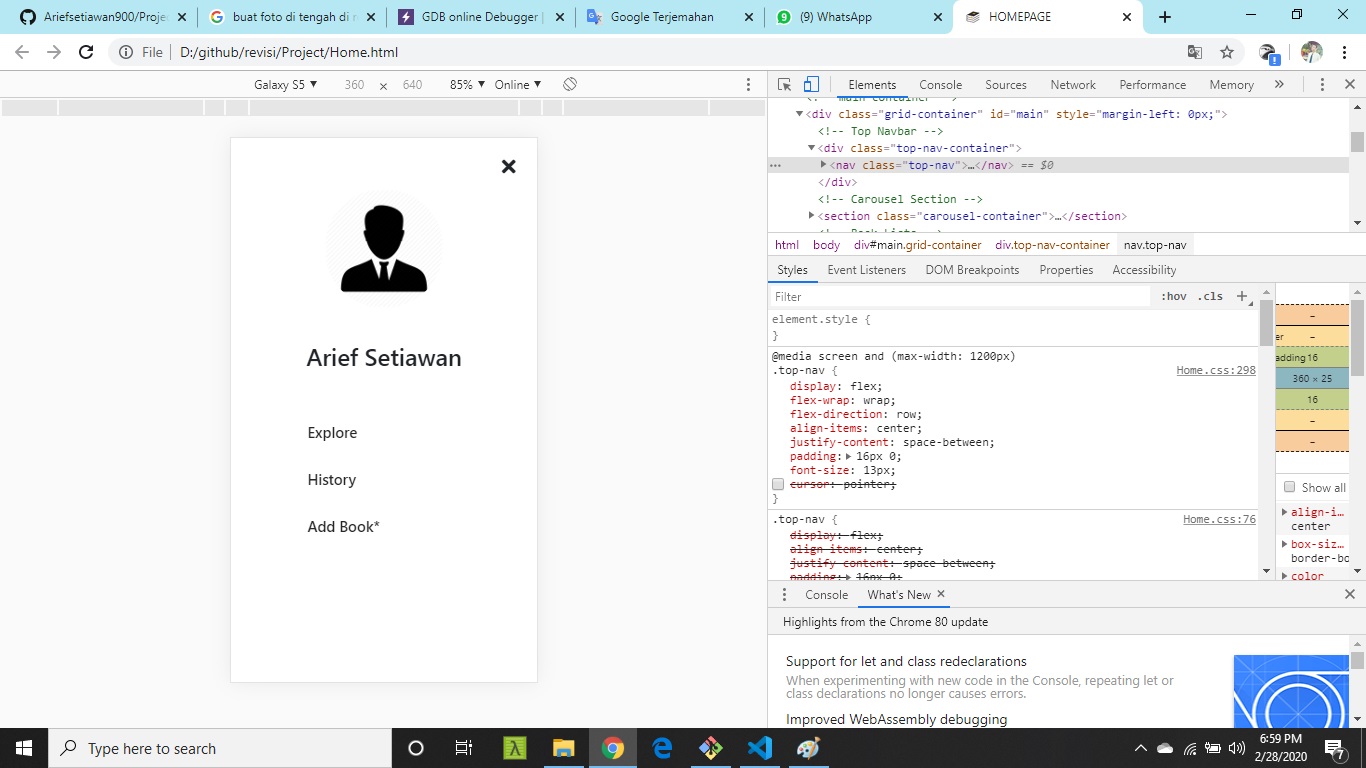 Ariefsetiawan900/Proje
buat foto di tengah di m
GDB online Debugger |
Google Terjemahan
(9) WhatsApp
HOMEPAGE
File
D:/github/revisi/Project/Home.html
Galaxy S5 ▼ 360 × 640 85% ▼ Online ▼
Elements Console Sources Network Performance Memory »
<!-- main container -->
▼<div class="grid-container" id="main" style="margin-left: 0px;">
<!-- Top Navbar -->
▼<div class="top-nav-container">
… ▶<nav class="top-nav">…</nav> == $0
</div>
<!-- Carousel Section -->
▶<section class="carousel-container">…</section>
<!-- Book Lists -->
html body div#main.grid-container div.top-nav-container nav.top-nav
Styles Event Listeners DOM Breakpoints Properties Accessibility
Filter :hov .cls +
element.style {
}
@media screen and (max-width: 1200px)
.top-nav { Home.css:298
display: flex;
flex-wrap: wrap;
flex-direction: row;
align-items: center;
justify-content: space-between;
padding:▶16px 0;
font-size: 13px;
cursor: pointer;
}
.top-nav { Home.css:76
display: flex;
align-items: center;
justify-content: space-between;
padding:▶16px 0;
–
er –
adding16
360 × 25
16
–
–
Show all
▶align-i…
center
▶box-siz…
border-bo
▶color
Arief Setiawan
Explore
History
Add Book*
Console What's New ×
Highlights from the Chrome 80 update
Support for let and class redeclarations
When experimenting with new code in the Console, repeating let or
class declarations no longer causes errors.
Improved WebAssembly debugging
Type here to search
6:59 PM
2/28/2020
7